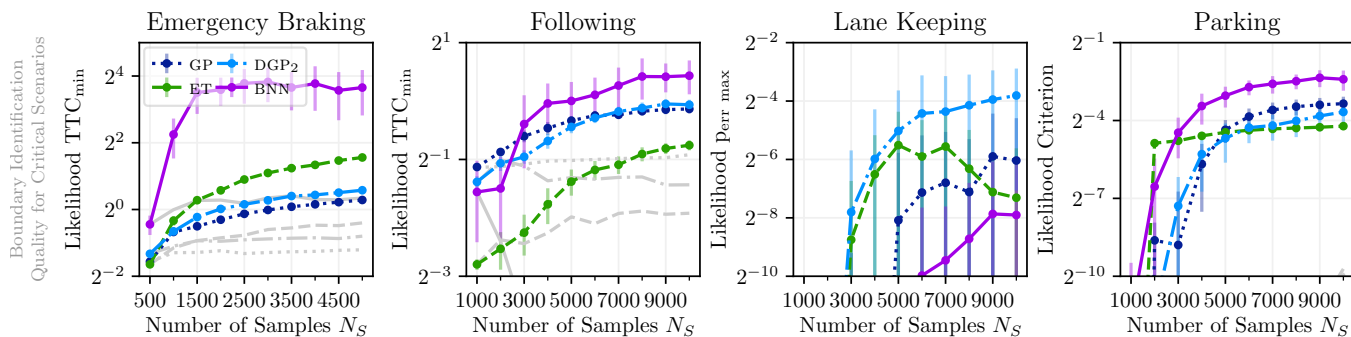 Boundary Identification
Quality for Critical Scenarios
Emergency Braking
Likelihood TTC_min
2^4
2^2
2^0
2^−2
GP
DGP_2
ET
BNN
500 1500 2500 3500 4500
Number of Samples N_S
Following
Likelihood TTC_min
2^1
2^−1
2^−3
1000 3000 5000 7000 9000
Number of Samples N_S
Lane Keeping
Likelihood p_err max
2^−2
2^−4
2^−6
2^−8
2^−10
1000 3000 5000 7000 9000
Number of Samples N_S
Parking
Likelihood Criterion
2^−1
2^−4
2^−7
2^−10
1000 3000 5000 7000 9000
Number of Samples N_S